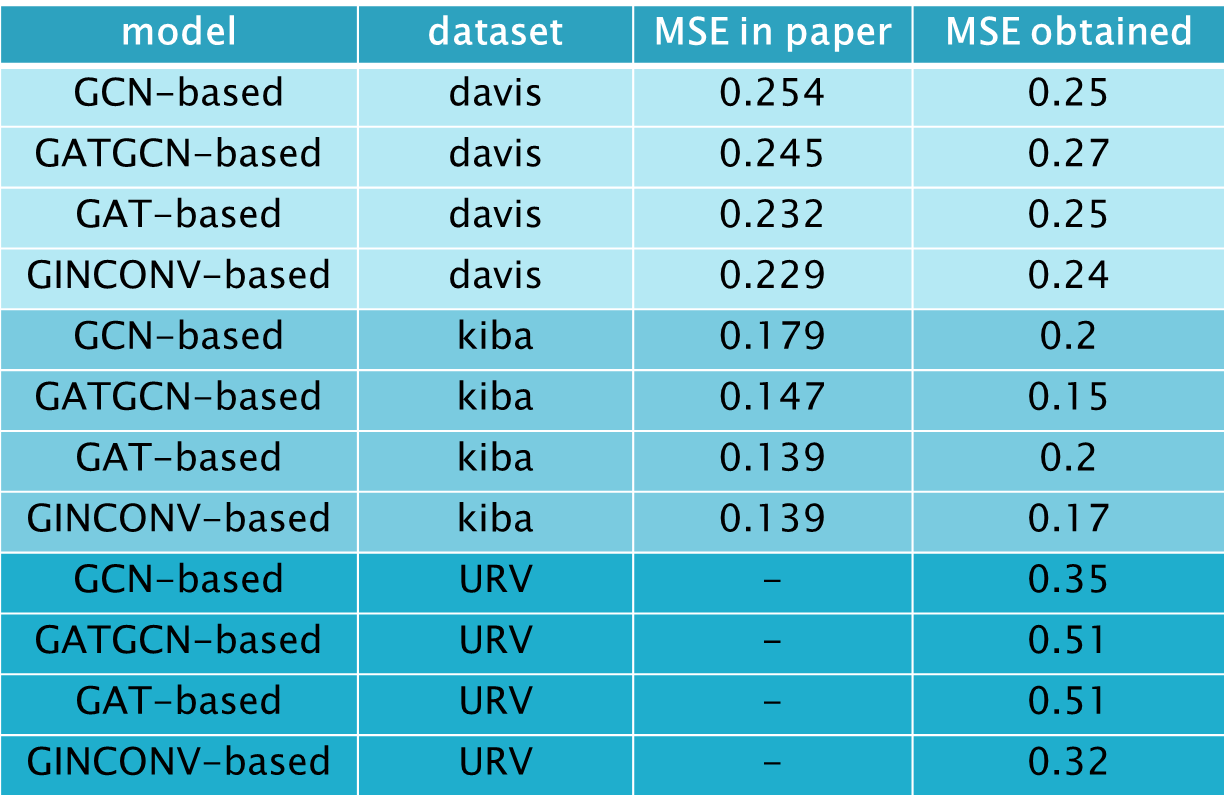 model dataset MSE in paper MSE obtained
GCN-based davis 0.254 0.25
GATGCN-based davis 0.245 0.27
GAT-based davis 0.232 0.25
GINCONV-based davis 0.229 0.24
GCN-based kiba 0.179 0.2
GATGCN-based kiba 0.147 0.15
GAT-based kiba 0.139 0.2
GINCONV-based kiba 0.139 0.17
GCN-based URV - 0.35
GATGCN-based URV - 0.51
GAT-based URV - 0.51
GINCONV-based URV - 0.32